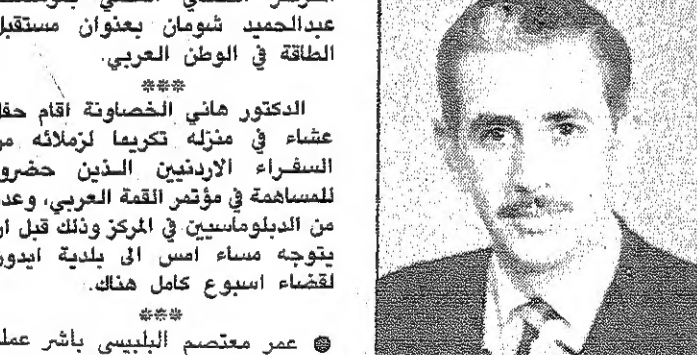 عبدالحميد شومان بعنوان مستقبل
الطاقة في الوطن العربي.
***
الدكتور هاني الخصاونة اقام حفل
عشاء في منزله تكريما لزملائه من
السفراء الاردنيين الذين حضروا
للمساهمة في مؤتمر القمة العربي، وعدد
من الدبلوماسيين في المركز وذلك قبل ان
يتوجه مساء امس الى بلدية ايدون
لقضاء اسبوع كامل هناك.
***
● عمر معتصم البلبيسي باشر عمله